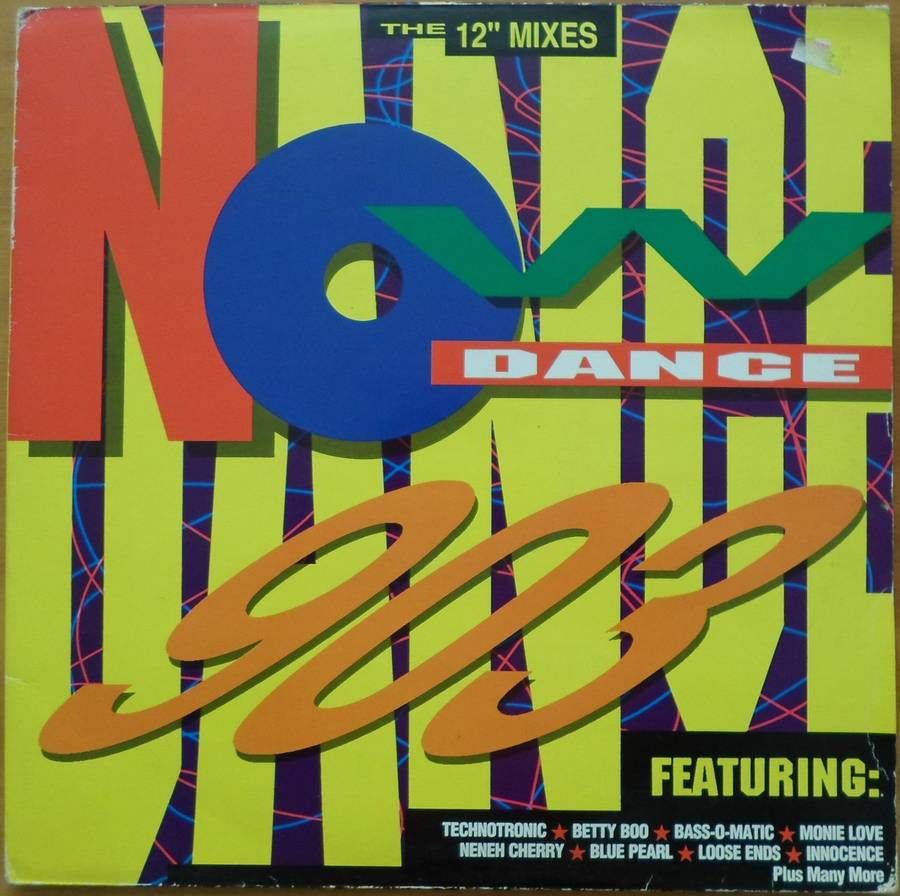 THE 12" MIXES
NOW
DANCE
903
FEATURING:
TECHNOTRONIC ★ BETTY BOO ★ BASS-O-MATIC ★ MONIE LOVE
NENEH CHERRY ★ BLUE PEARL ★ LOOSE ENDS ★ INNOCENCE
Plus Many More